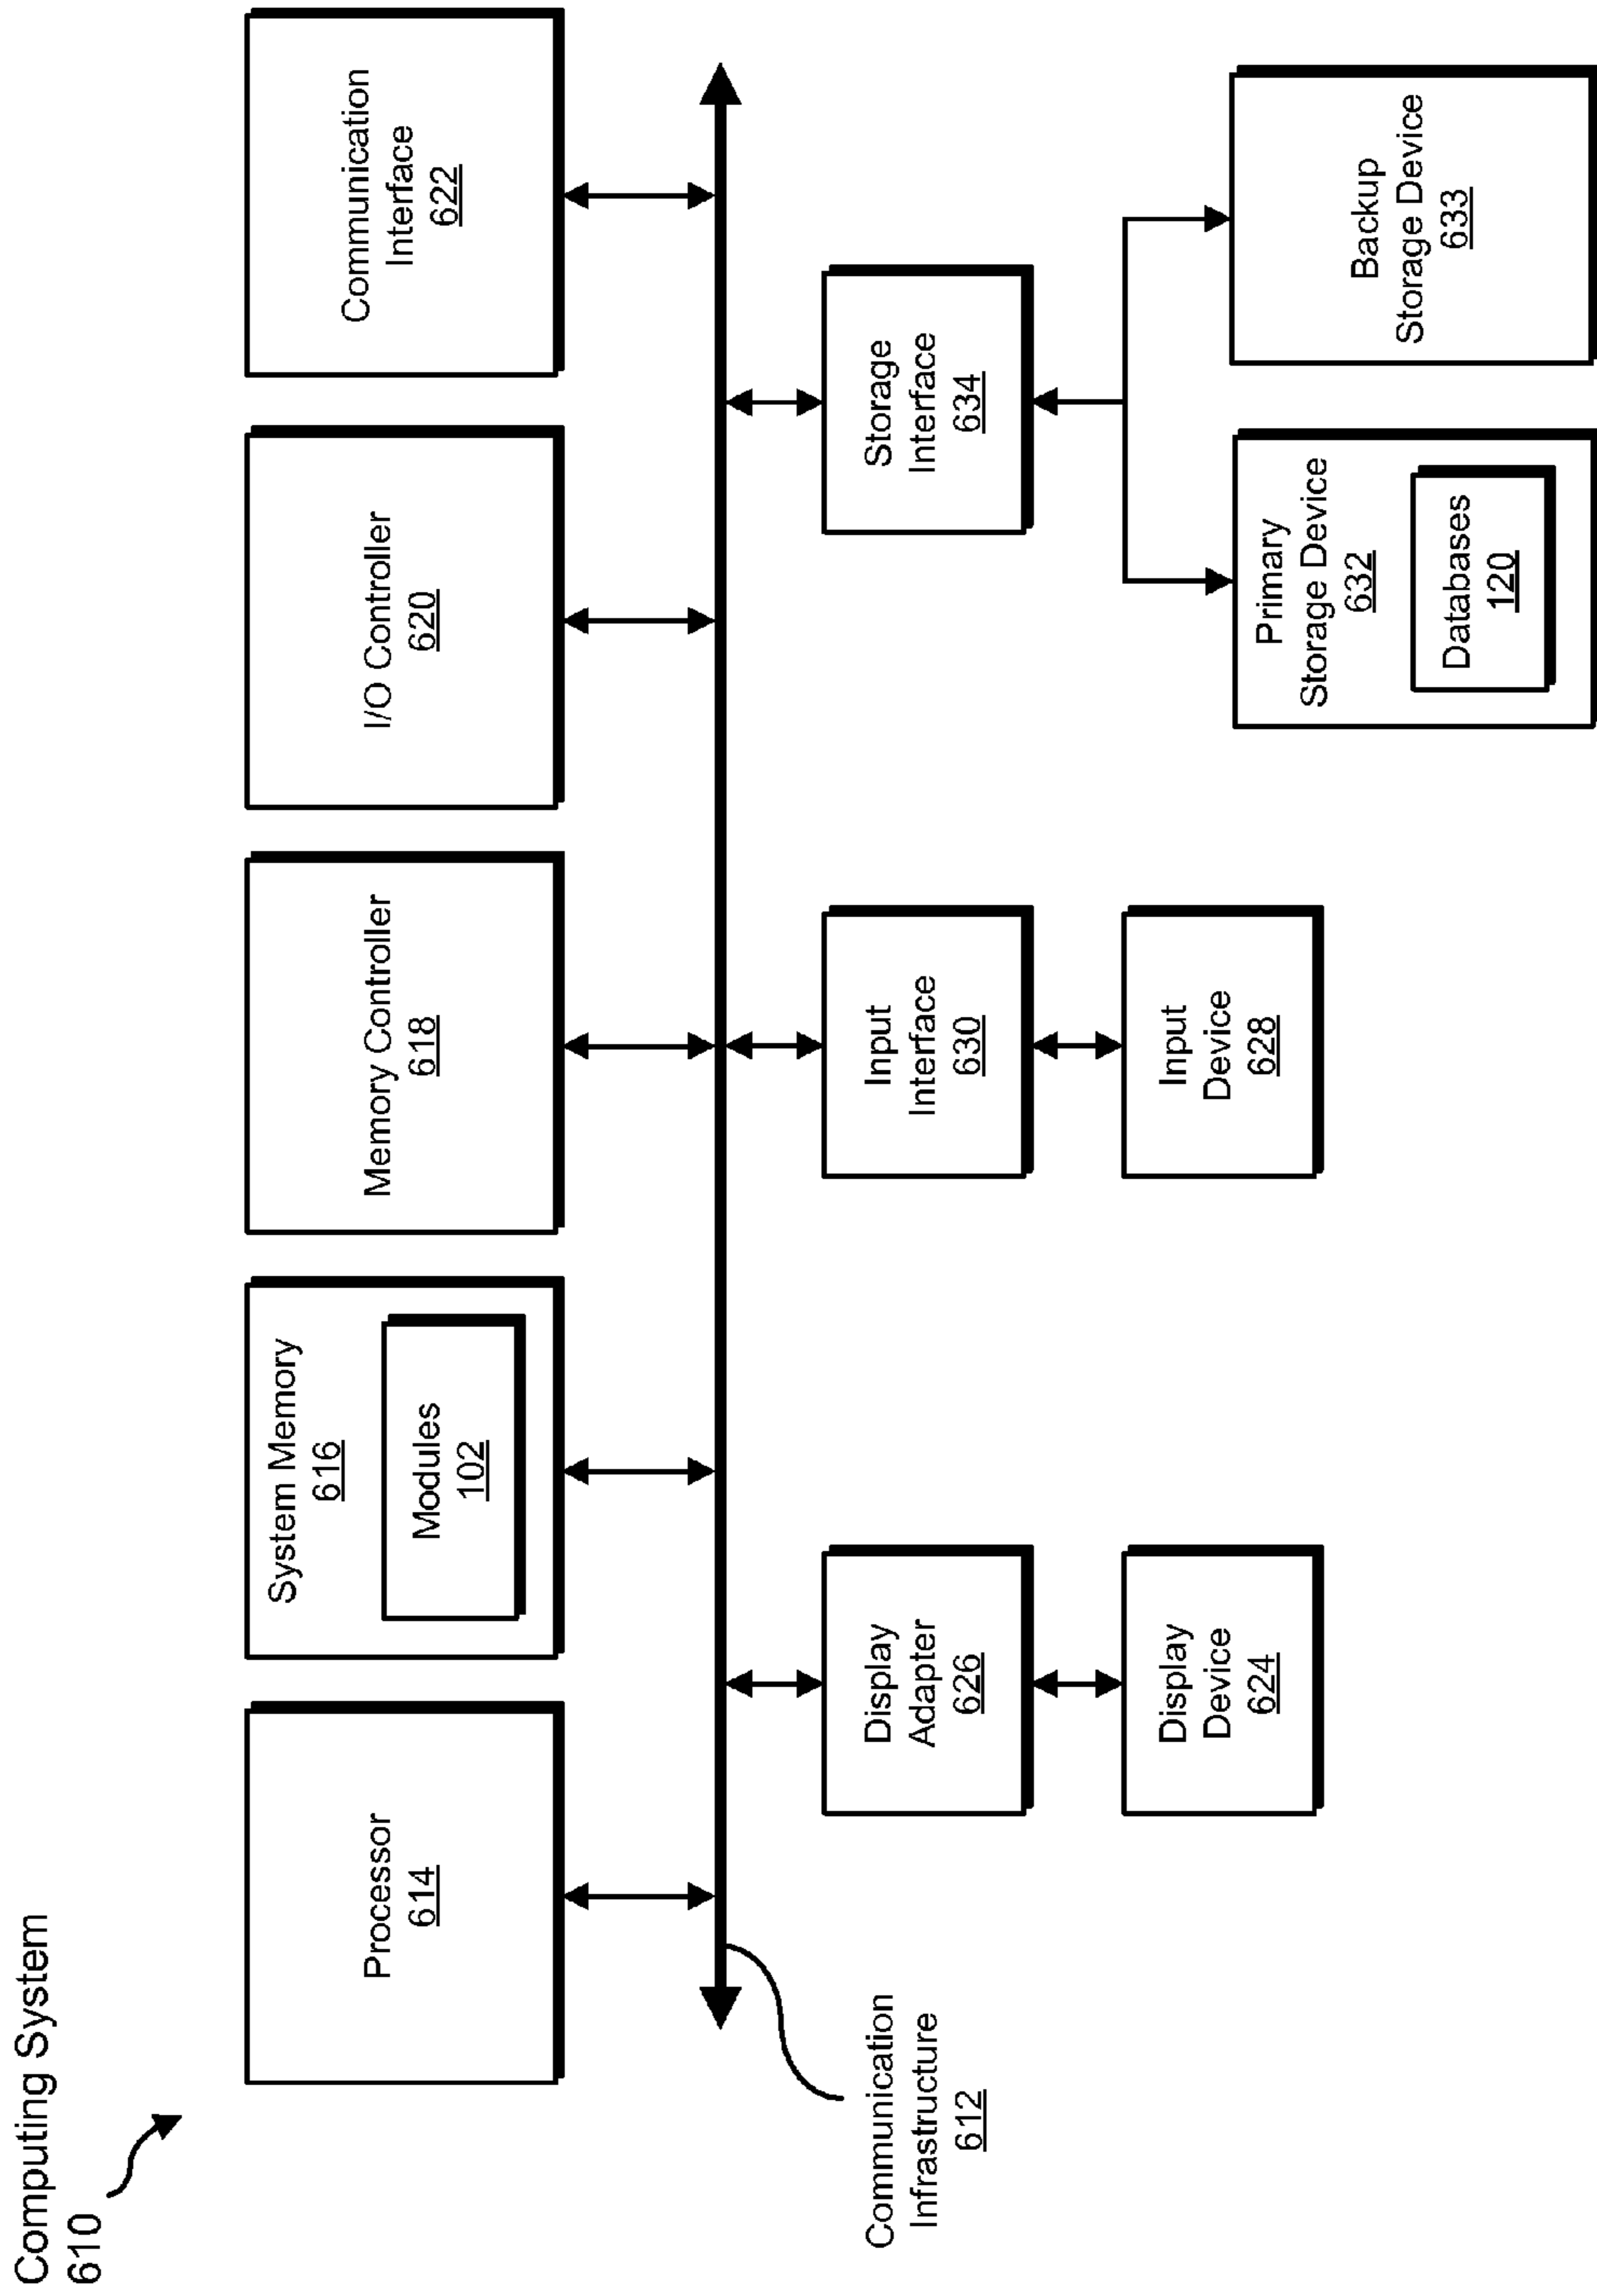 Computing System
610
Processor
614
System Memory
616
Modules
102
Memory Controller
618
I/O Controller
620
Communication
Interface
622
Communication
Infrastructure
612
Display
Adapter
626
Input
Interface
630
Storage
Interface
634
Display
Device
624
Input
Device
628
Primary
Storage Device
632
Databases
120
Backup
Storage Device
633